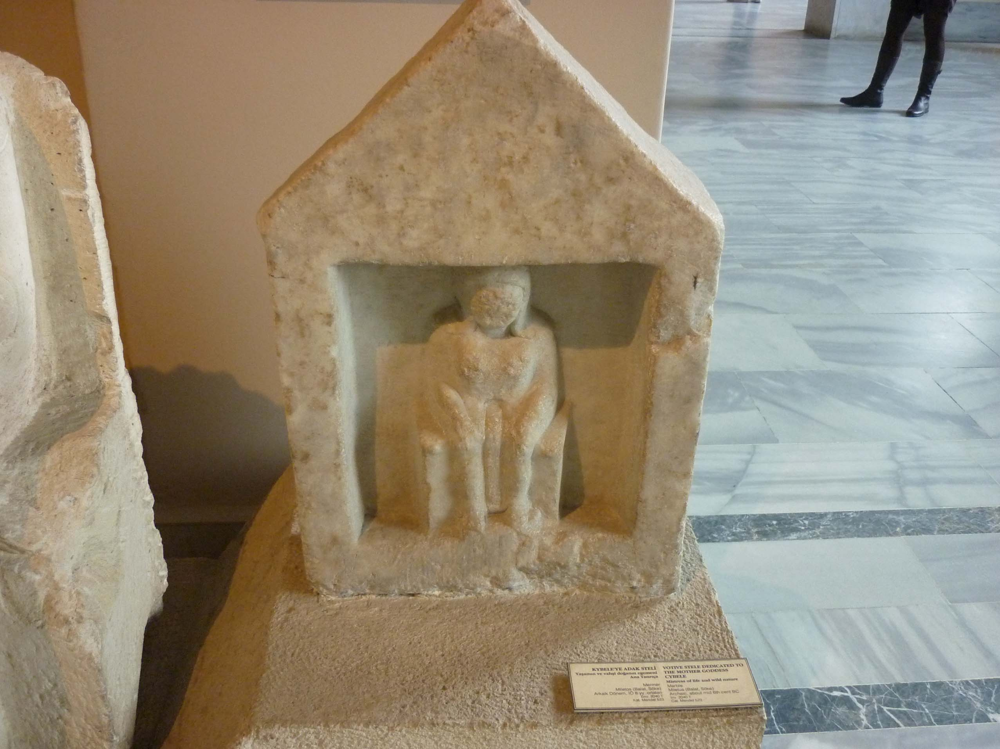 KYBELE'YE ADAK STELİ
Yaşamın ve vahşi doğanın egemeni
Ana Tanrıça
Mermer
Miletos (Balat, Söke)
Arkaik Dönem, İÖ 6.yy. ortaları
Env. 2040 T
Kat. Mendel 523
VOTIVE STELE DEDICATED TO
THE MOTHER GODDESS
CYBELE
Mistress of life and wild nature
Marble
Miletus (Balat, Söke)
Archaic, about mid 6th cent BC
Inv. 2040 T
Cat. Mendel 523